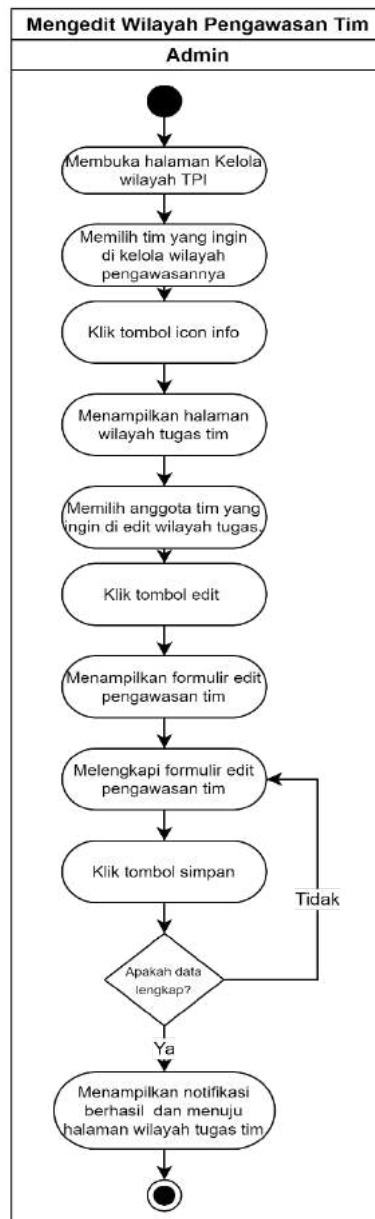 Mengedit Wilayah Pengawasan Tim
Admin
Membuka halaman Kelola
wilayah TPI
Memilih tim yang ingin
di kelola wilayah
pengawasannya
Klik tombol icon info
Menampilkan halaman
wilayah tugas tim
Memilih anggota tim yang
ingin di edit wilayah tugas.
Klik tombol edit
Menampilkan formulir edit
pengawasan tim
Melengkapi formulir edit
pengawasan tim
Klik tombol simpan
Tidak
Apakah data
lengkap?
Ya
Menampilkan notifikasi
berhasil dan menuju
halaman wilayah tugas tim